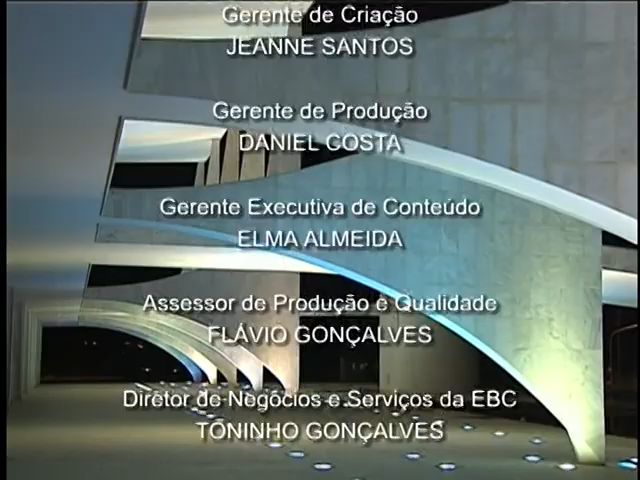 Gerente de Criação
JEANNE SANTOS
Gerente de Produção
DANIEL COSTA
Gerente Executiva de Conteúdo
ELMA ALMEIDA
Assessor de Produção e Qualidade
FLÁVIO GONÇALVES
Diretor de Negócios e Serviços da EBC
TONINHO GONÇALVES